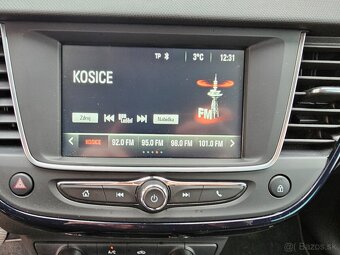 TP 3°C 12:31
KOSICE
FM
Zdroj
Nabídka
KOSICE 92.0 FM 95.0 FM 98.0 FM 101.0 FM
A/C
Bazos.sk